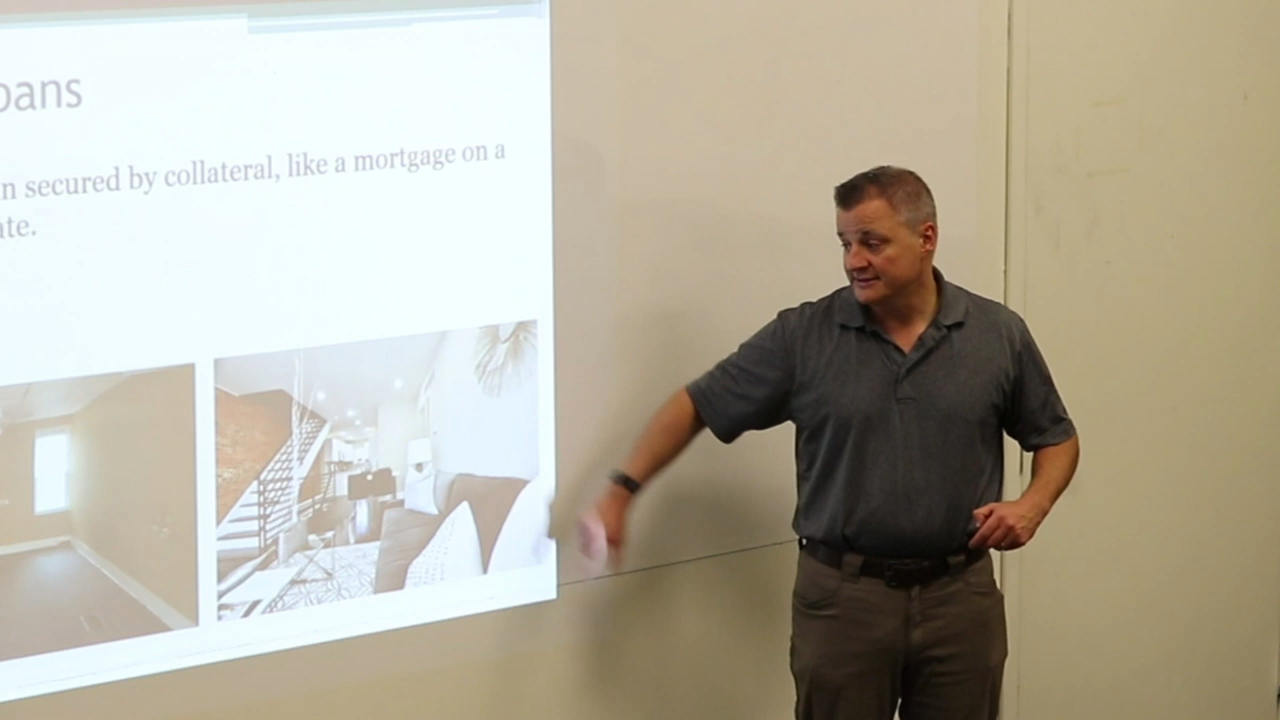 oans
n secured by collateral, like a mortgage on a
ate.